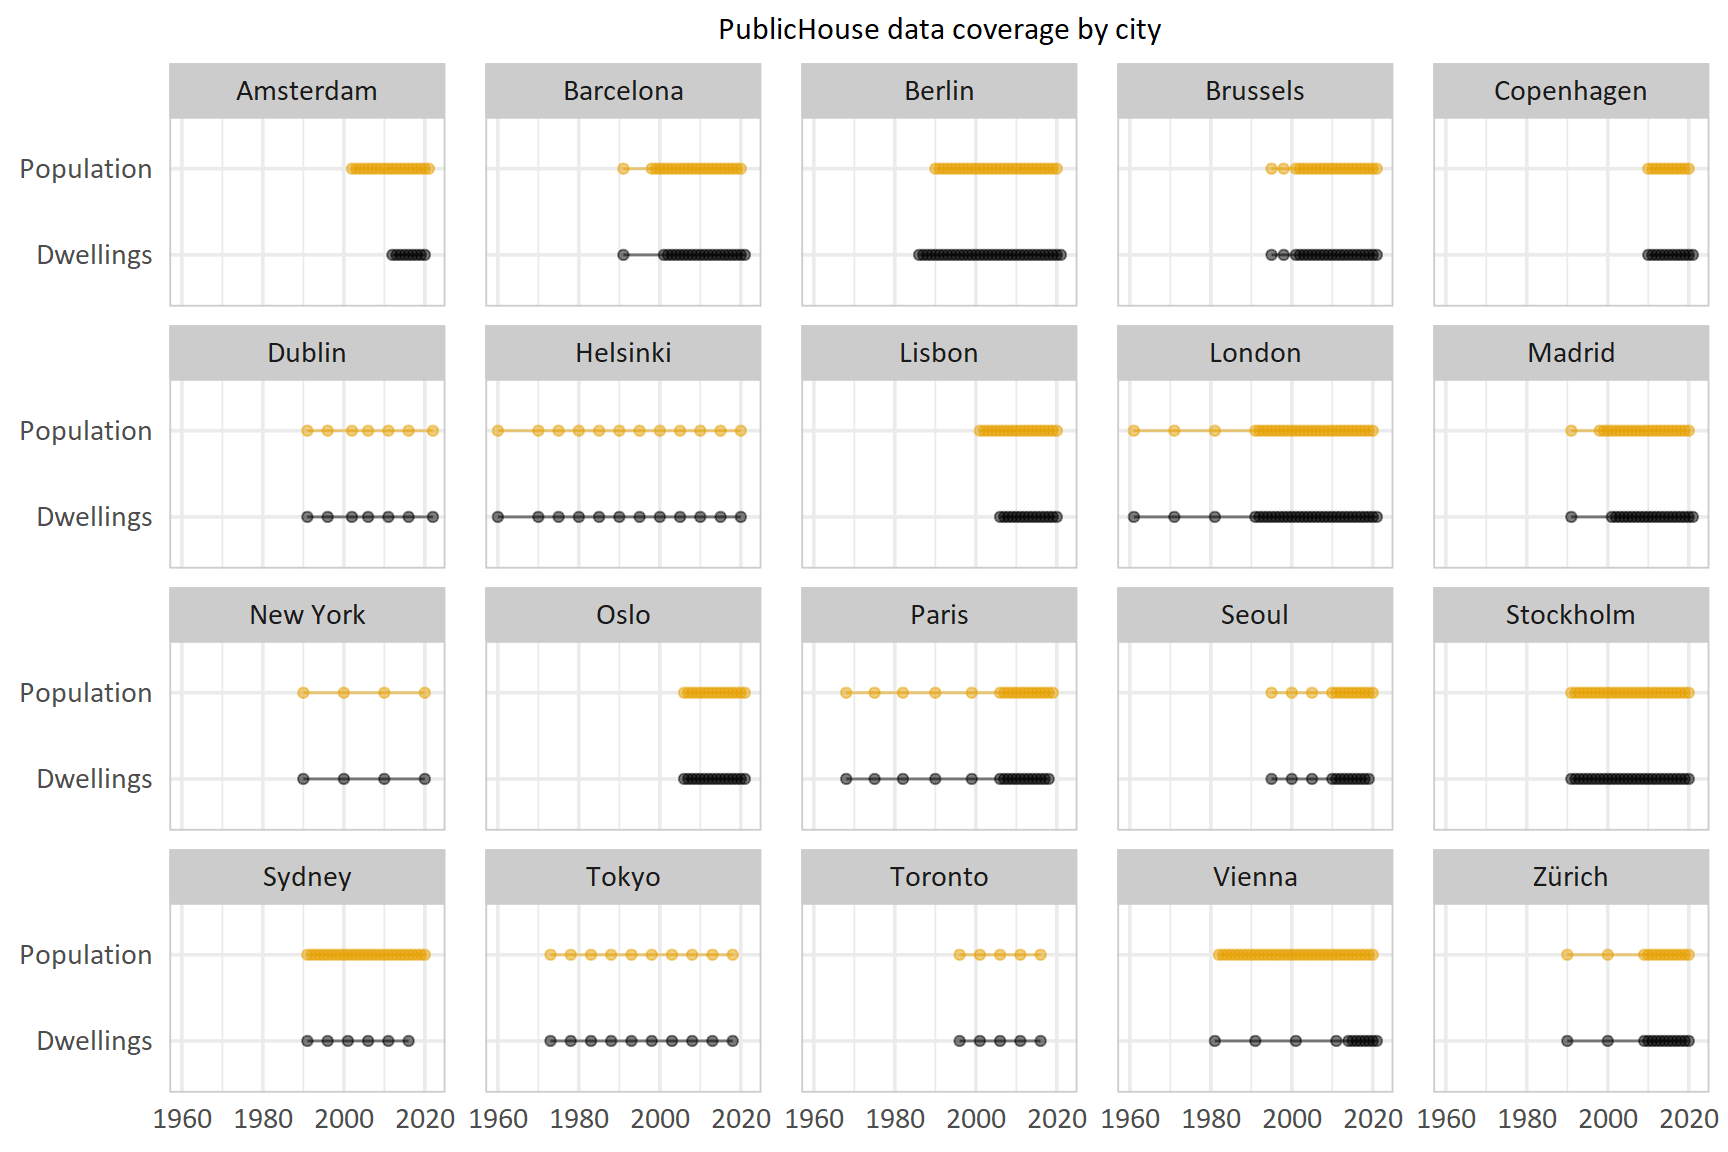 PublicHouse data coverage by city
Amsterdam Barcelona Berlin Brussels Copenhagen
Population
Dwellings
Dublin Helsinki Lisbon London Madrid
Population
Dwellings
New York Oslo Paris Seoul Stockholm
Population
Dwellings
Sydney Tokyo Toronto Vienna Zürich
Population
Dwellings
1960 1980 2000 2020 1960 1980 2000 2020 1960 1980 2000 2020 1960 1980 2000 2020 1960 1980 2000 2020